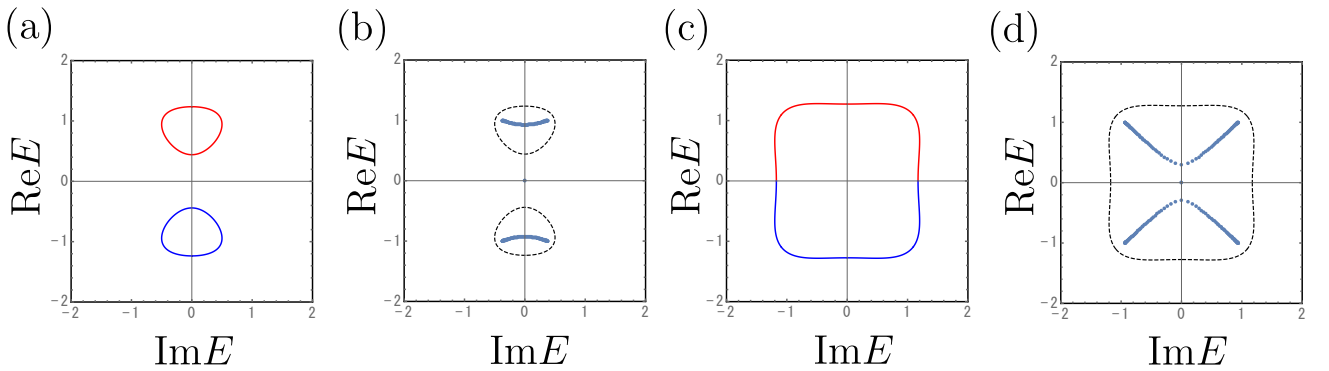 (a) (b) (c) (d)
2 2 2 2
1 1 1 1
ReE 0 ReE 0 ReE 0 ReE 0
−1 −1 −1 −1
−2 −2 −2 −2
−2 −1 0 1 2 −2 −1 0 1 2 −2 −1 0 1 2 −2 −1 0 1 2
ImE ImE ImE ImE